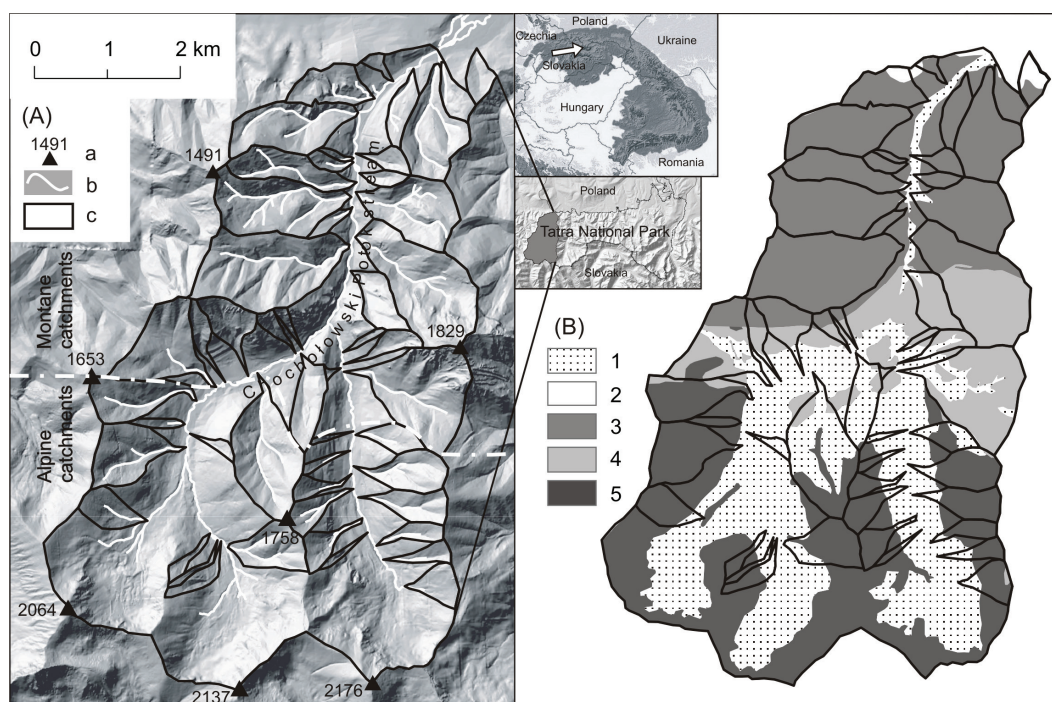 0 1 2 km
(A)
1491
a
b
c
1491
Montane
catchments
1653
Alpine
catchments
Chochołowski Potok stream
1829
1758
2064
2137
2176
Poland
Czechia
Ukraine
Slovakia
Hungary
Romania
Poland
Tatra National Park
Slovakia
(B)
1
2
3
4
5